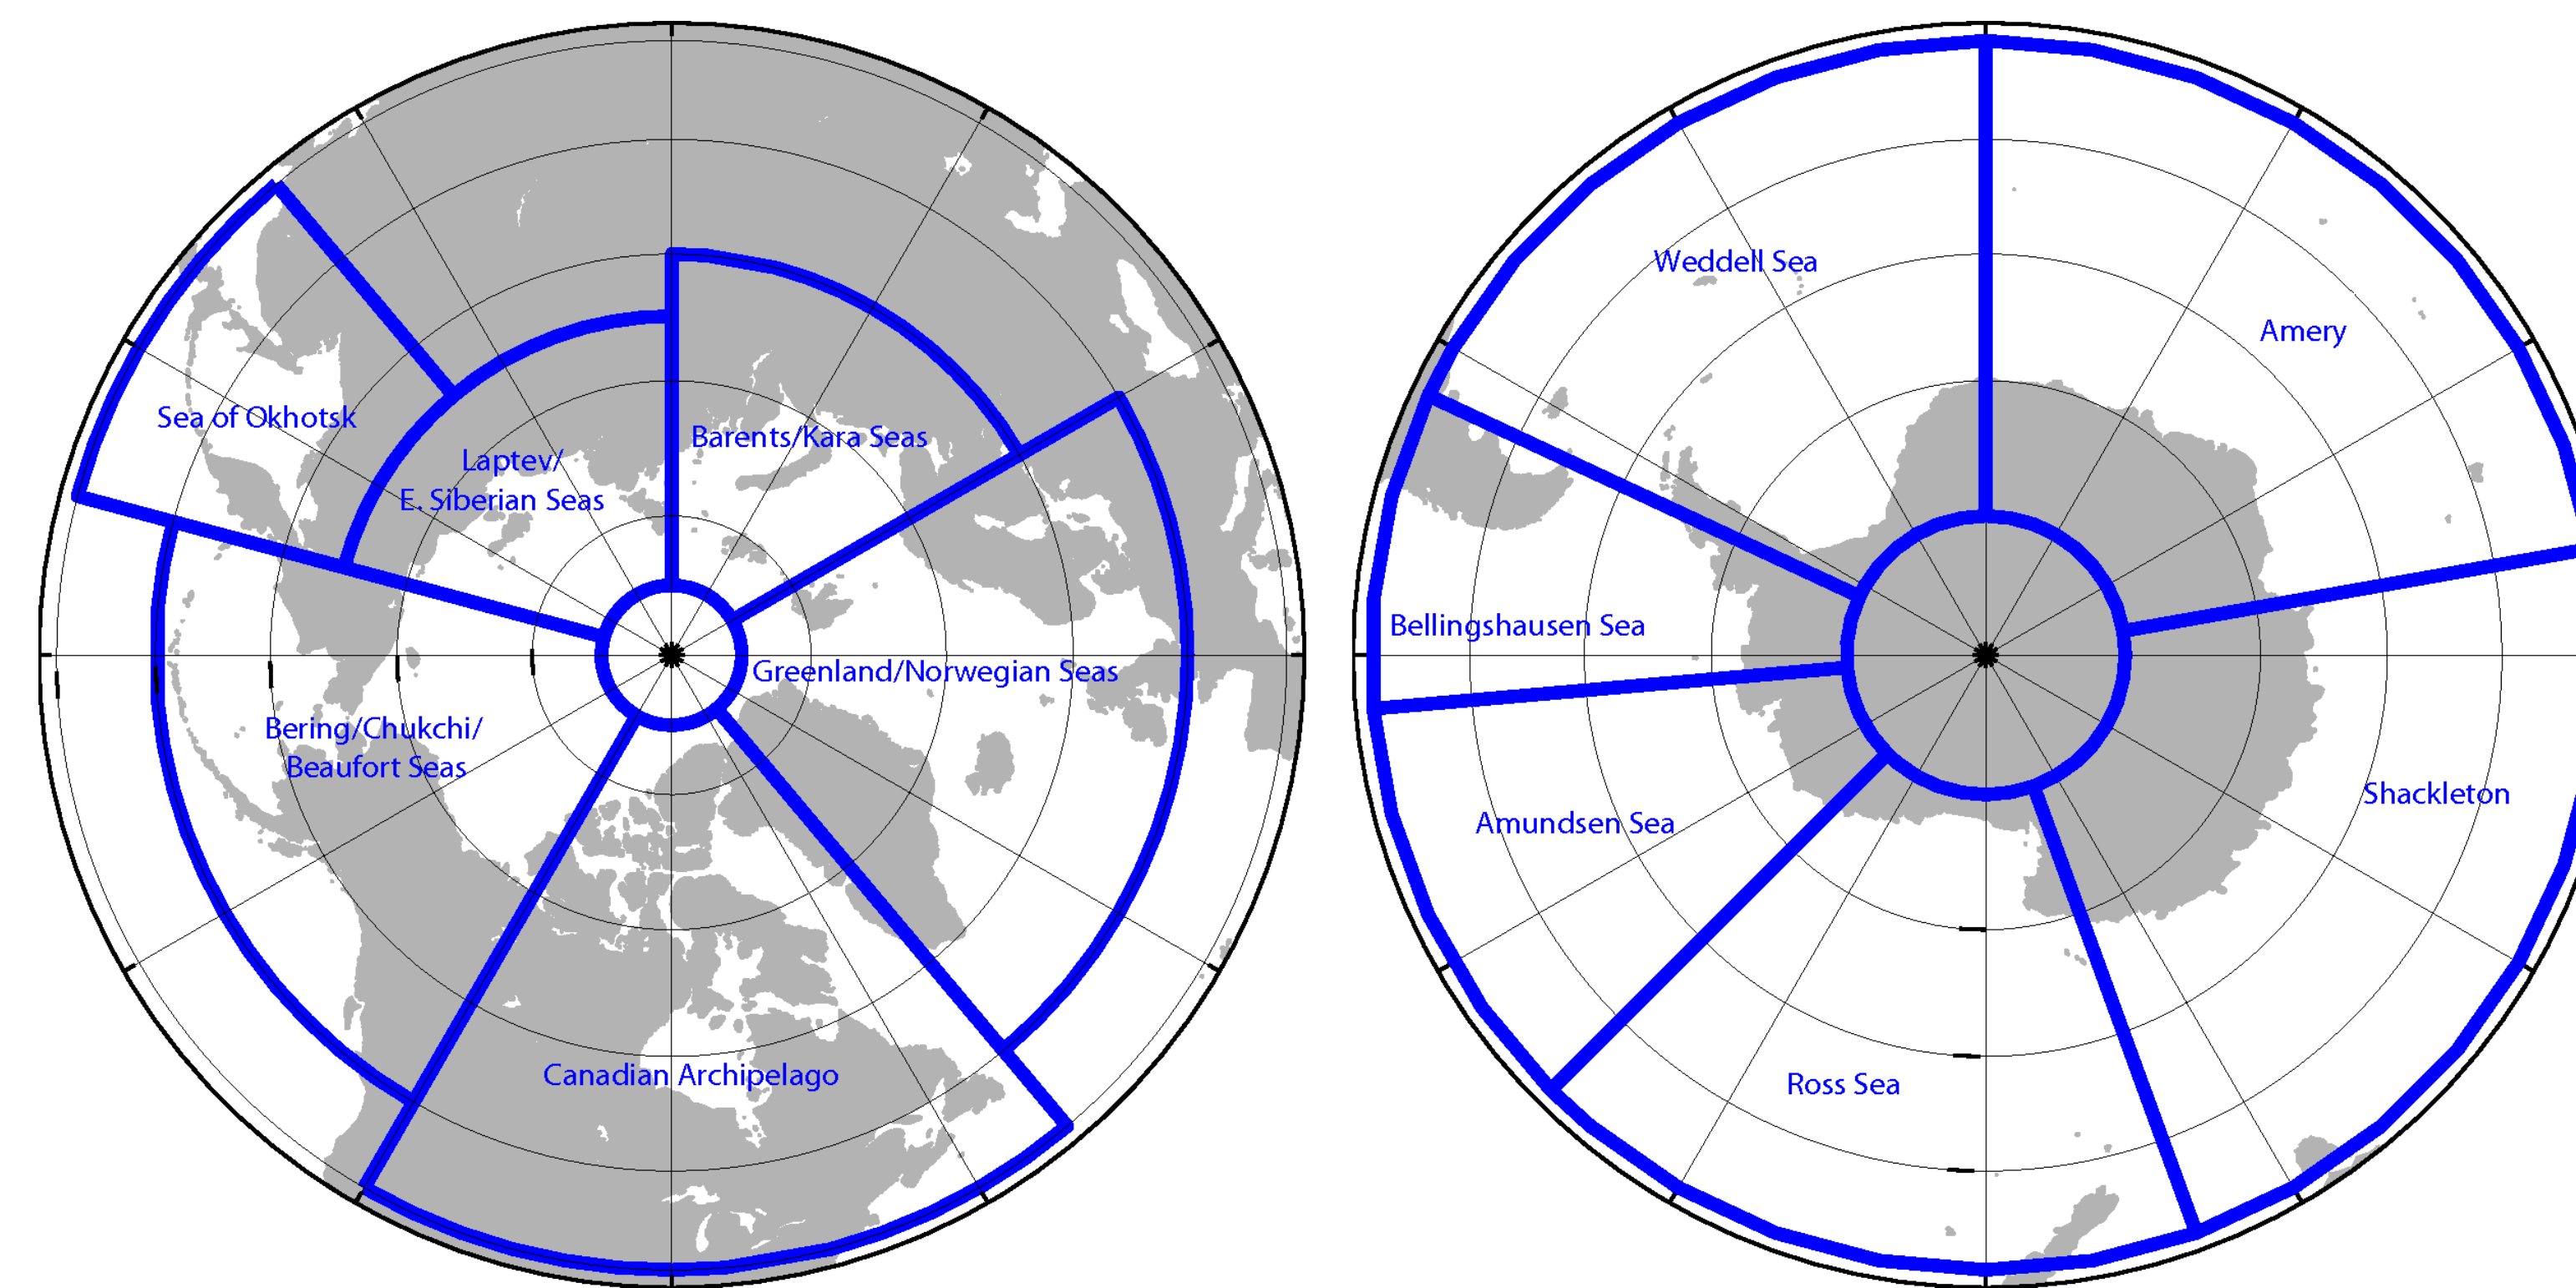 Sea of Okhotsk
Laptev/
E. Siberian Seas
Barents/Kara Seas
Greenland/Norwegian Seas
Bering/Chukchi/
Beaufort Seas
Canadian Archipelago
Weddell Sea
Amery
Bellingshausen Sea
Amundsen Sea
Shackleton
Ross Sea